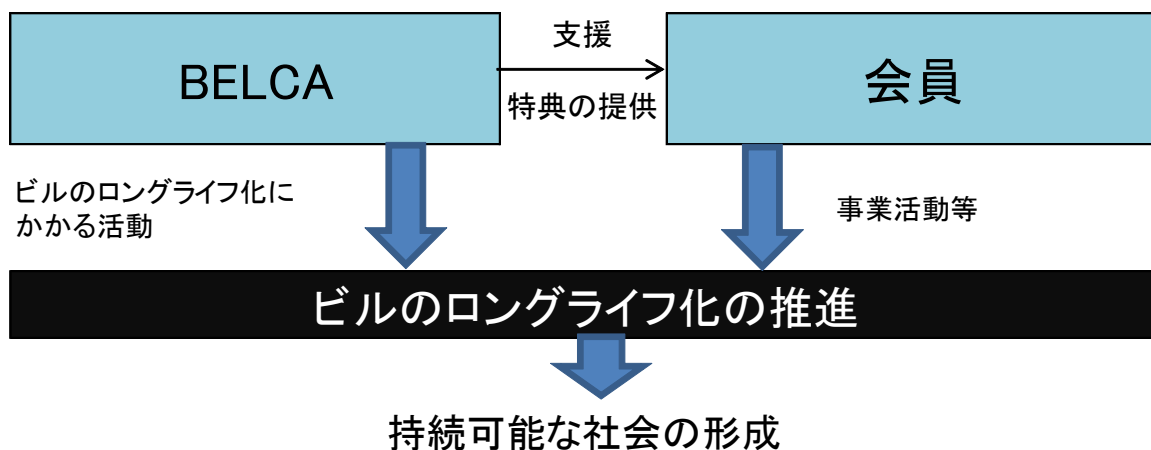 BELCA
支援
特典の提供
会員
ビルのロングライフ化に
かかる活動
事業活動等
ビルのロングライフ化の推進
持続可能な社会の形成